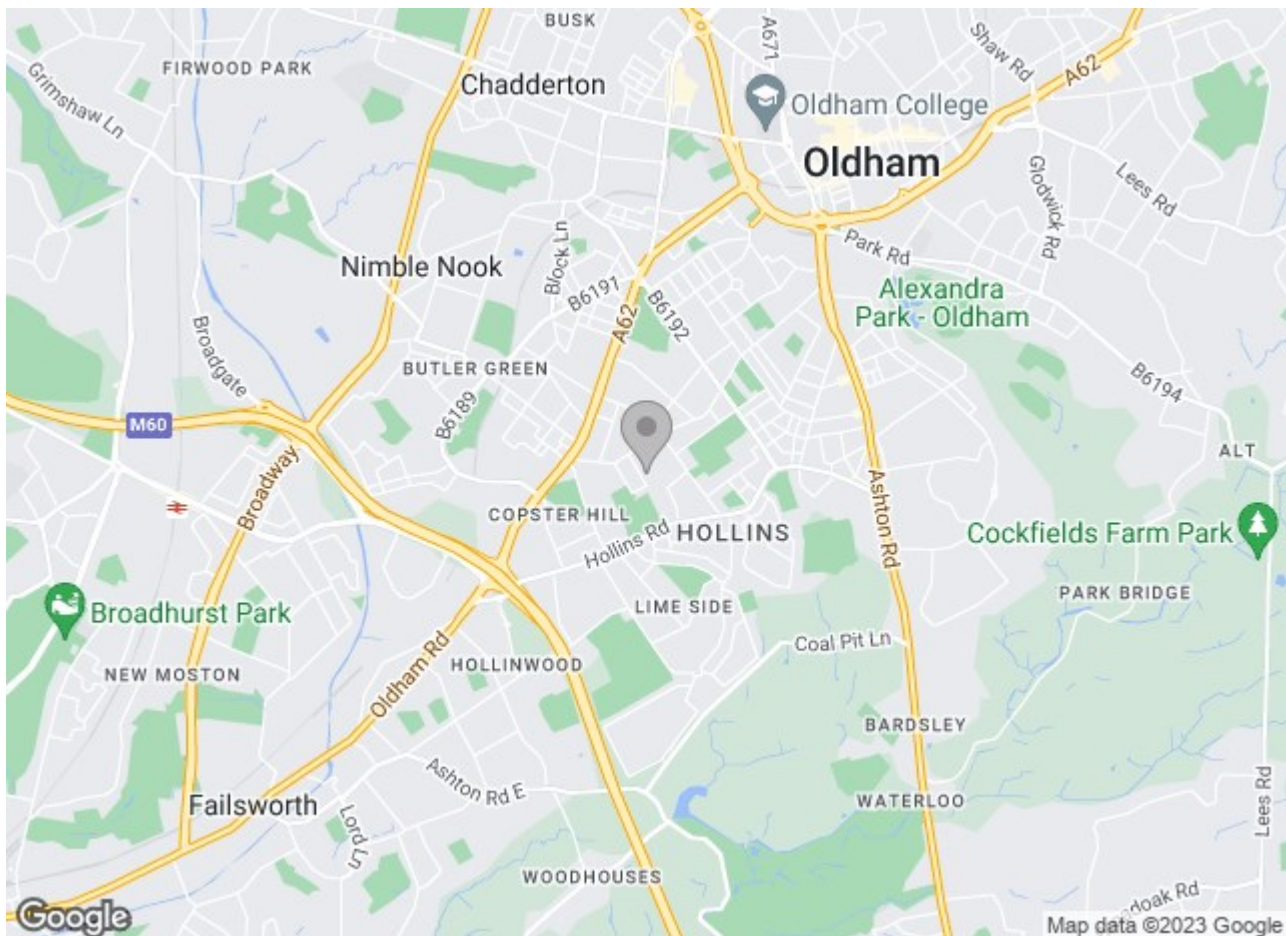 BUSK
A671
Shaw Rd
A62
FIRWOOD PARK
Grimshaw Ln
Chadderton
Oldham College
Oldham
Glodwick Rd
Lees Rd
Block Ln
Park Rd
Nimble Nook
B6191
B6192
A62
Alexandra
Park - Oldham
Broadgate
BUTLER GREEN
B6194
B6189
M60
ALT
Broadway
Ashton Rd
COPSTER HILL
HOLLINS
Hollins Rd
Cockfields Farm Park
PARK BRIDGE
Broadhurst Park
LIME SIDE
Coal Pit Ln
NEW MOSTON
Oldham Rd
HOLLINWOOD
BARDSLEY
Ashton Rd E
WATERLOO
Lees Rd
Failsworth
Lord Ln
WOODHOUSES
Rd
Google
Map data ©2023 Google